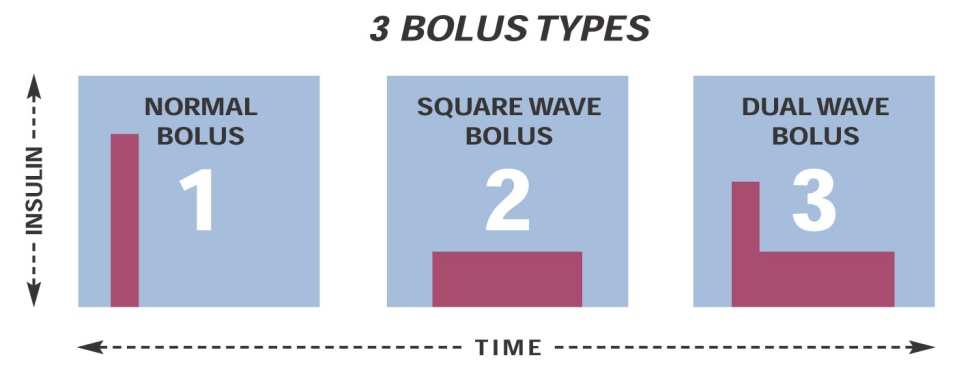 3 BOLUS TYPES
INSULIN
NORMAL
BOLUS
1
SQUARE WAVE
BOLUS
2
DUAL WAVE
BOLUS
3
TIME